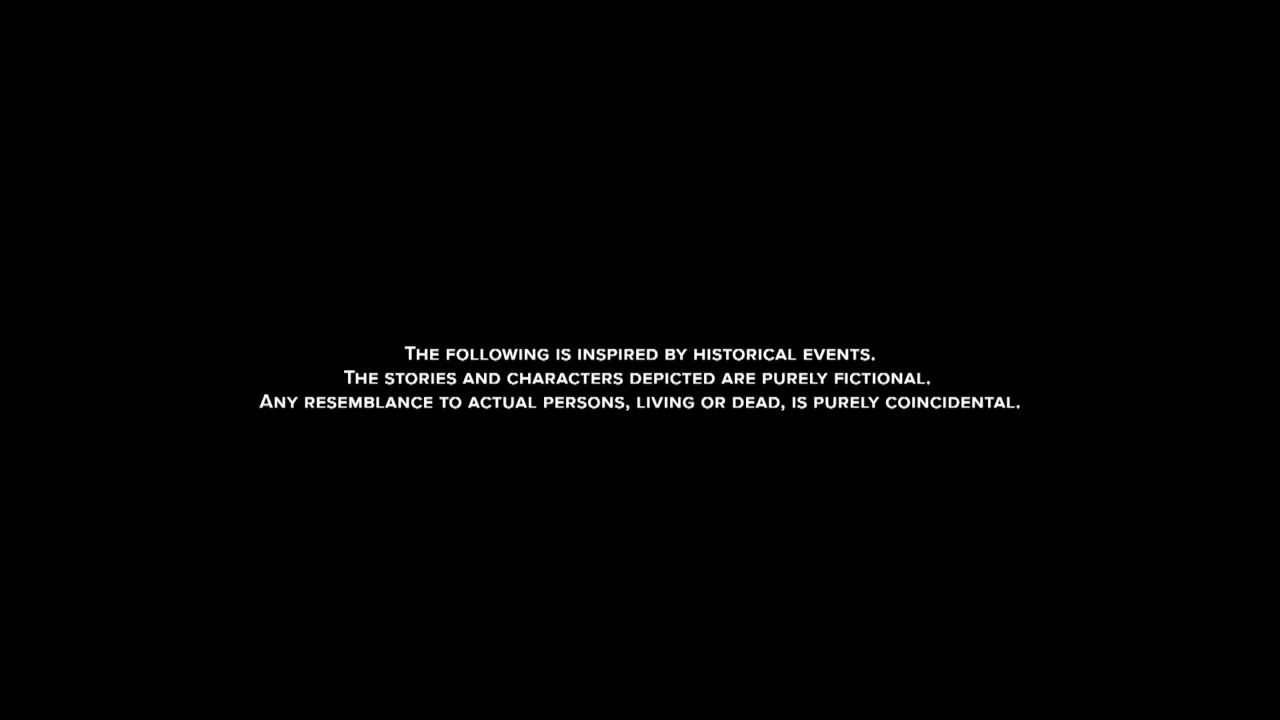 The following is inspired by historical events.
The stories and characters depicted are purely fictional.
Any resemblance to actual persons, living or dead, is purely coincidental.